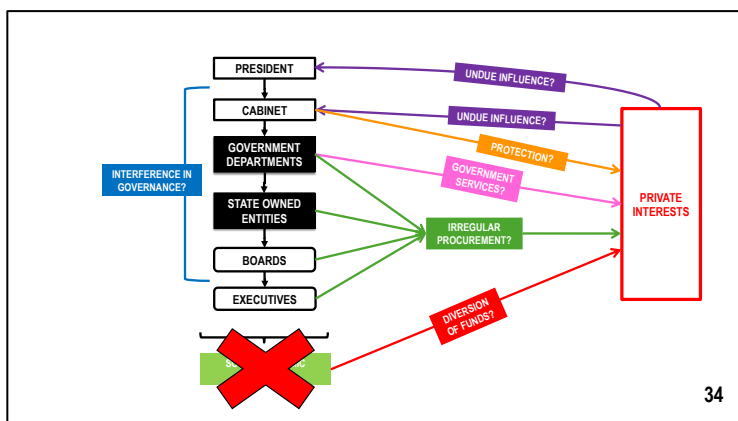 PRESIDENT
UNDUE INFLUENCE?
CABINET
UNDUE INFLUENCE?
PROTECTION?
GOVERNMENT
DEPARTMENTS
GOVERNMENT
SERVICES?
INTERFERENCE IN
GOVERNANCE?
PRIVATE
INTERESTS
STATE OWNED
ENTITIES
IRREGULAR
PROCUREMENT?
BOARDS
EXECUTIVES
DIVERSION
OF FUNDS?
34